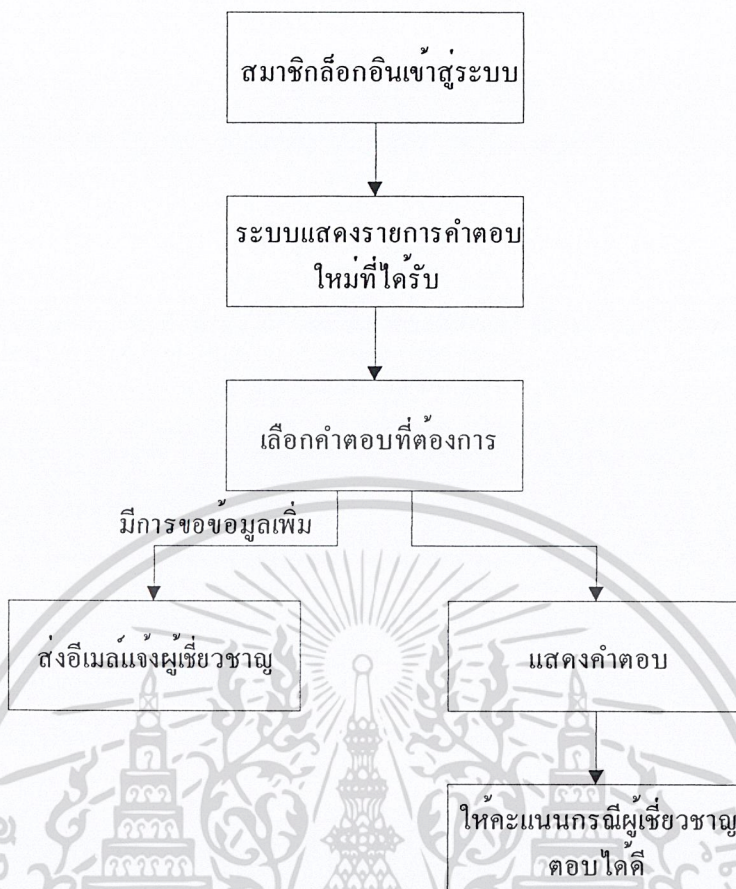 สมาชิกล็อกอินเข้าสู่ระบบ
ระบบแสดงรายการคำตอบ
ใหม่ที่ได้รับ
เลือกคำตอบที่ต้องการ
มีการขอข้อมูลเพิ่ม
ส่งอีเมล์แจ้งผู้เชี่ยวชาญ
แสดงคำตอบ
ให้คะแนนกรณีผู้เชี่ยวชาญ
ตอบได้ดี